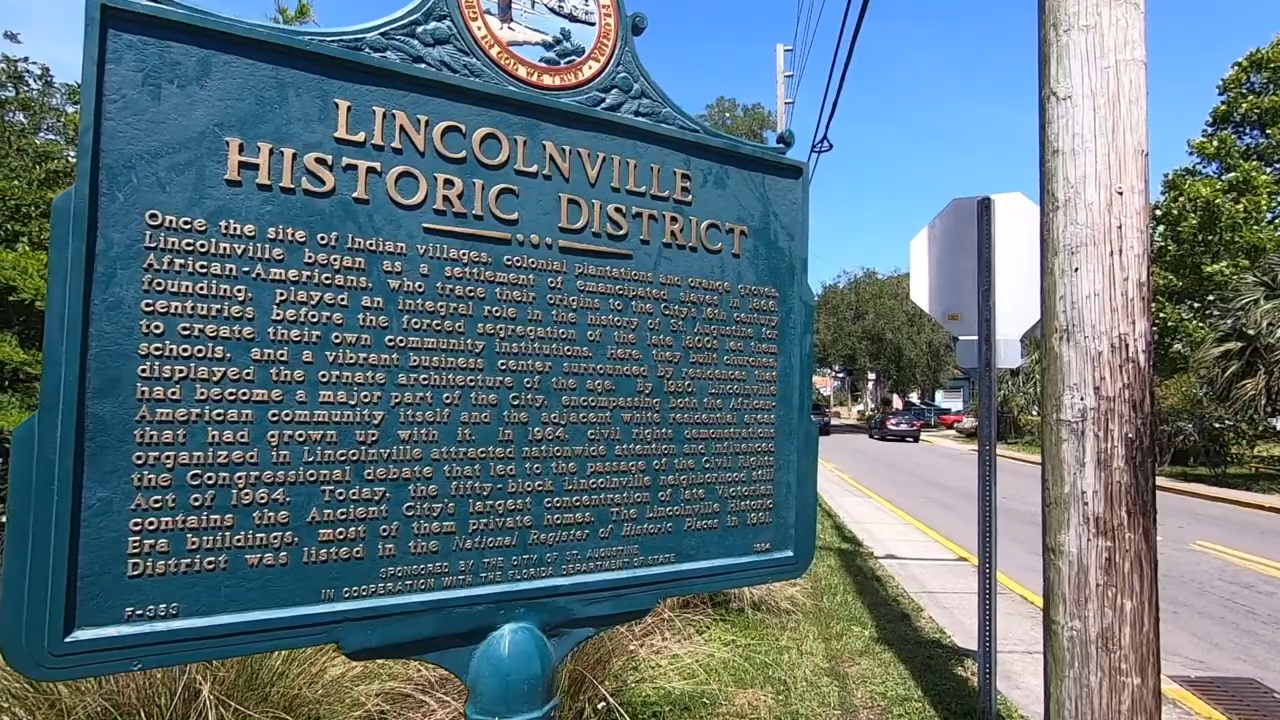 IN GOD WE TRUST
FLORIDA
LINCOLNVILLE
HISTORIC DISTRICT
Once the site of Indian villages, colonial plantations and orange groves,
Lincolnville began as a settlement of emancipated slaves in 1866.
African-Americans, who trace their origins to the City's 16th century
founding, played an integral role in the history of St. Augustine for
centuries before the forced segregation of the late 1800s led them
to create their own community institutions. Here, they built churches,
schools, and a vibrant business center surrounded by residences that
displayed the ornate architecture of the age. By 1930, Lincolnville
had become a major part of the City, encompassing both the African
American community itself and the adjacent white residential areas
that had grown up with it. In 1964, civil rights demonstrations
organized in Lincolnville attracted nationwide attention and influenced
the Congressional debate that led to the passage of the Civil Rights
Act of 1964. Today, the fifty-block Lincolnville neighborhood still
contains the Ancient City's largest concentration of late Victorian
Era buildings, most of them private homes. The Lincolnville Historic
District was listed in the National Register of Historic Places in 1991.
SPONSORED BY THE CITY OF ST. AUGUSTINE
IN COOPERATION WITH THE FLORIDA DEPARTMENT OF STATE
F-353